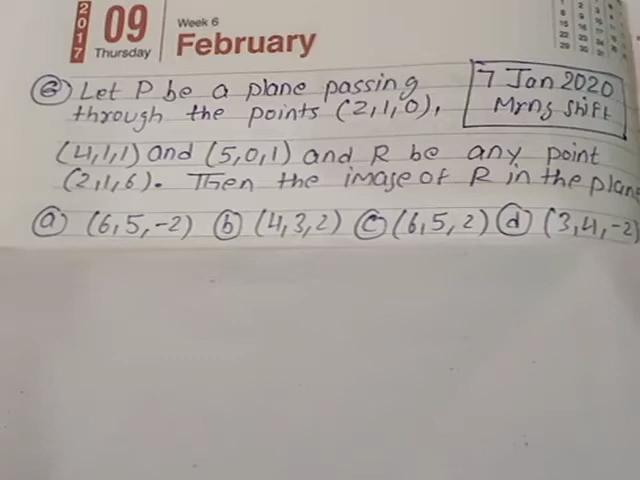 2017
09
Thursday
Week 6
February
⑥ Let P be a plane passing
through the points (2,1,0),
7 Jan 2020
Mrng Shift
(4,1,1) and (5,0,1) and R be any point
(2,1,6). Then the image of R in the plane
ⓐ (6,5,-2) ⓑ (4,3,2) ⓒ (6,5,2) ⓓ (3,4,-2)